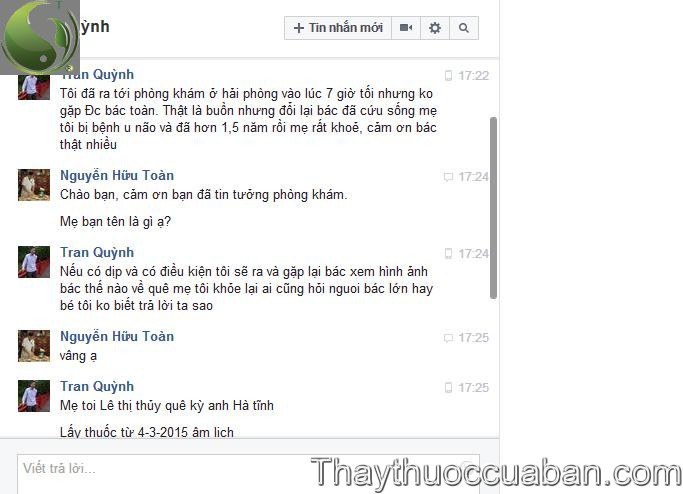 ỳnh
Tin nhắn mới
Tran Quỳnh 17:22
Tôi đã ra tới phòng khám ở hải phòng vào lúc 7 giờ tối nhưng ko
gặp Đc bác toàn. Thật là buồn nhưng đổi lại bác đã cứu sống mẹ
tôi bị bệnh u não và đã hơn 1,5 năm rồi mẹ rất khoẻ, cảm ơn bác
thật nhiều
Nguyễn Hữu Toàn 17:24
Chào bạn, cảm ơn bạn đã tin tưởng phòng khám.
Mẹ bạn tên là gì ạ?
Tran Quỳnh 17:24
Nếu có dịp và có điều kiện tôi sẽ ra và gặp lại bác xem hình ảnh
bác thế nào về quê mẹ tôi khỏe lại ai cũng hỏi nguoi bác lớn hay
bé tôi ko biết trả lời ta sao
Nguyễn Hữu Toàn 17:25
vâng ạ
Tran Quỳnh 17:25
Mẹ toi Lê thị thủy quê kỳ anh Hà tĩnh
Lấy thuốc từ 4-3-2015 âm lịch
Viết trả lời...
Thaythuoccuaban.com